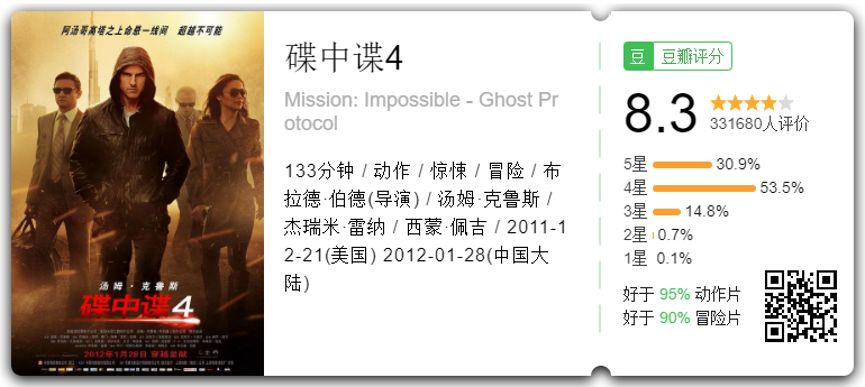 阿汤哥高塔之上命悬一线间 超越不可能
汤姆·克鲁斯
碟中谍4
2012年1月28日 穿越显献
碟中谍4
Mission: Impossible - Ghost Pr
otocol
133分钟 / 动作 / 惊悚 / 冒险 / 布
拉德·伯德(导演) / 汤姆·克鲁斯 /
杰瑞米·雷纳 / 西蒙·佩吉 / 2011-1
2-21(美国) 2012-01-28(中国大
陆)
豆 豆瓣评分
8.3
331680人评价
5星 30.9%
4星 53.5%
3星 14.8%
2星 0.7%
1星 0.1%
好于 95% 动作片
好于 90% 冒险片